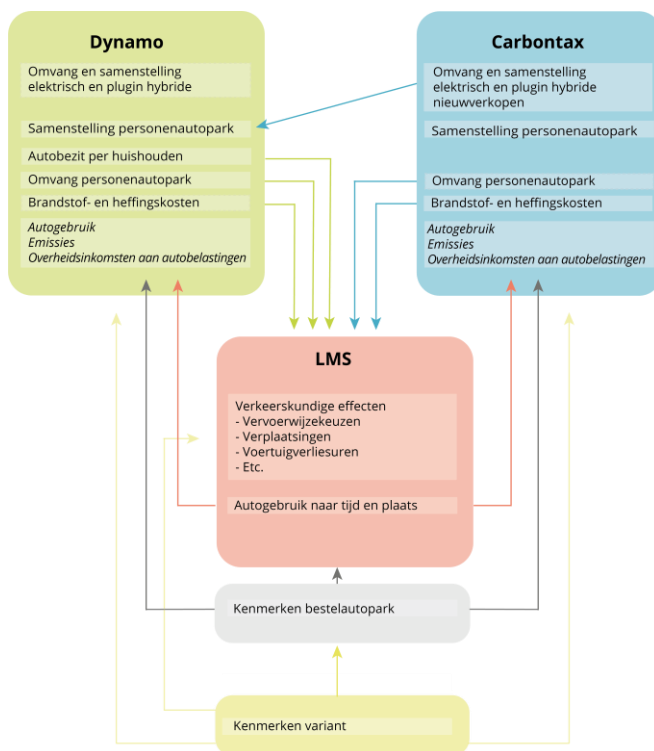 Dynamo
Omvang en samenstelling
elektrisch en plugin hybride
Samenstelling personenautopark
Autobezit per huishouden
Omvang personenautopark
Brandstof- en heffingskosten
Autogebruik
Emissies
Overheidsinkomsten aan autobelastingen
Carbontax
Omvang en samenstelling
elektrisch en plugin hybride
nieuwverkopen
Samenstelling personenautopark
Omvang personenautopark
Brandstof- en heffingskosten
Autogebruik
Emissies
Overheidsinkomsten aan autobelastingen
LMS
Verkeerskundige effecten
- Vervoerwijzekeuzen
- Verplaatsingen
- Voertuigverliesuren
- Etc.
Autogebruik naar tijd en plaats
Kenmerken bestelautopark
Kenmerken variant